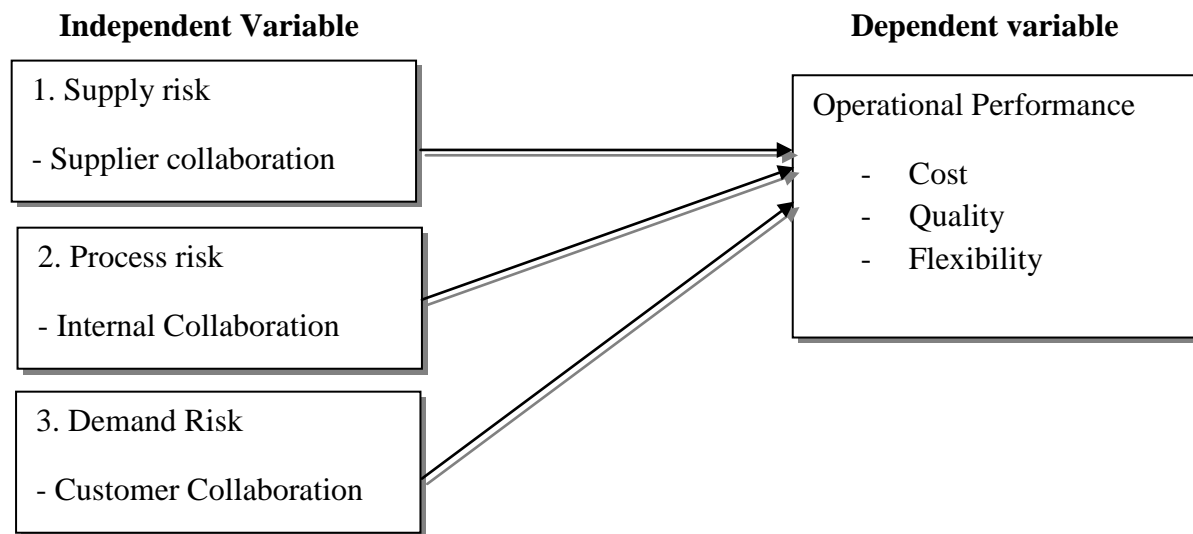 Independent Variable
1. Supply risk
- Supplier collaboration
2. Process risk
- Internal Collaboration
3. Demand Risk
- Customer Collaboration
Dependent variable
Operational Performance
- Cost
- Quality
- Flexibility